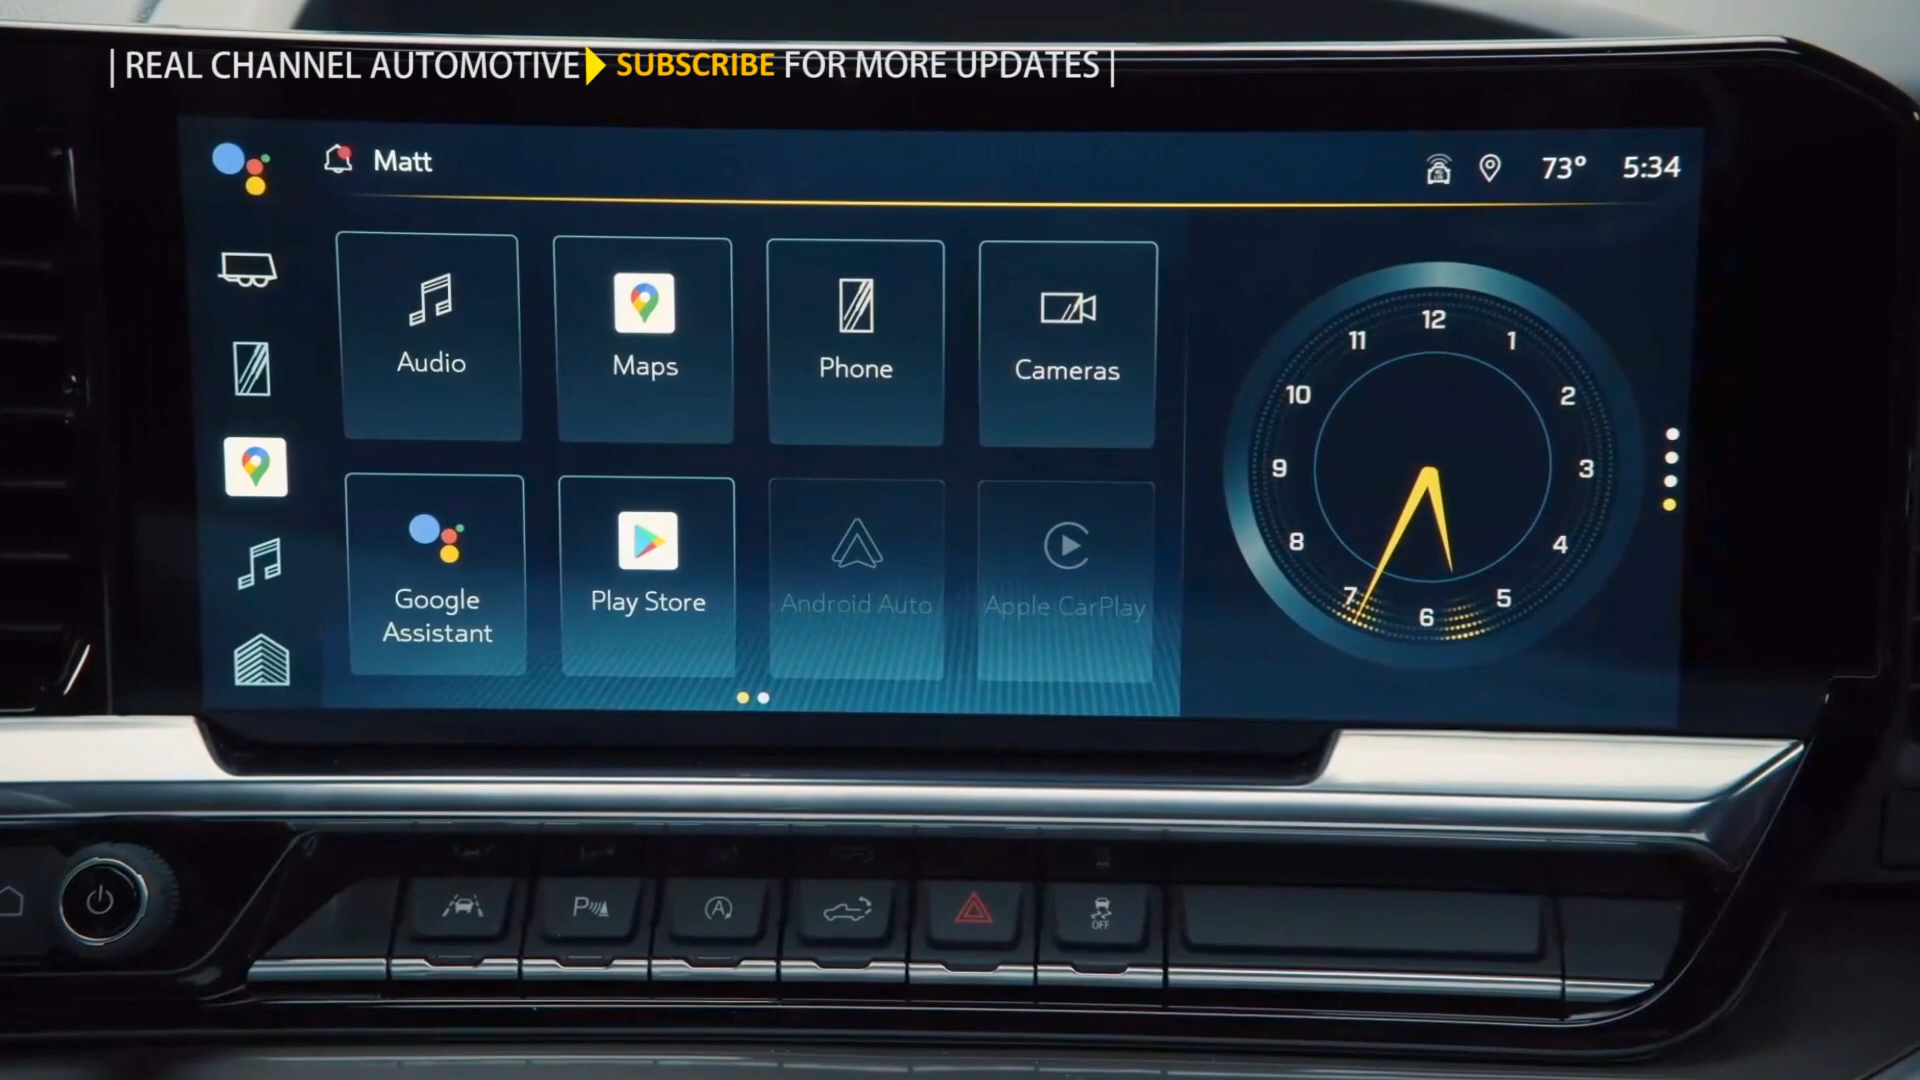 | REAL CHANNEL AUTOMOTIVE SUBSCRIBE FOR MORE UPDATES |
Matt
73° 5:34
Audio
Maps
Phone
Cameras
Google
Assistant
Play Store
Android Auto
Apple CarPlay
12
1
2
3
4
5
6
7
8
9
10
11
P
A
OFF